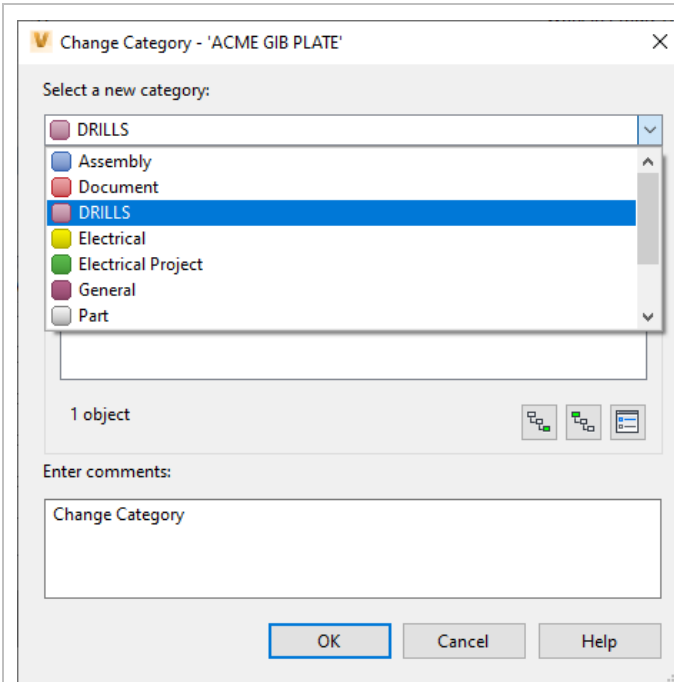 Change Category - 'ACME GIB PLATE'
Select a new category:
DRILLS
Assembly
Document
DRILLS
Electrical
Electrical Project
General
Part
1 object
Enter comments:
Change Category
OK Cancel Help